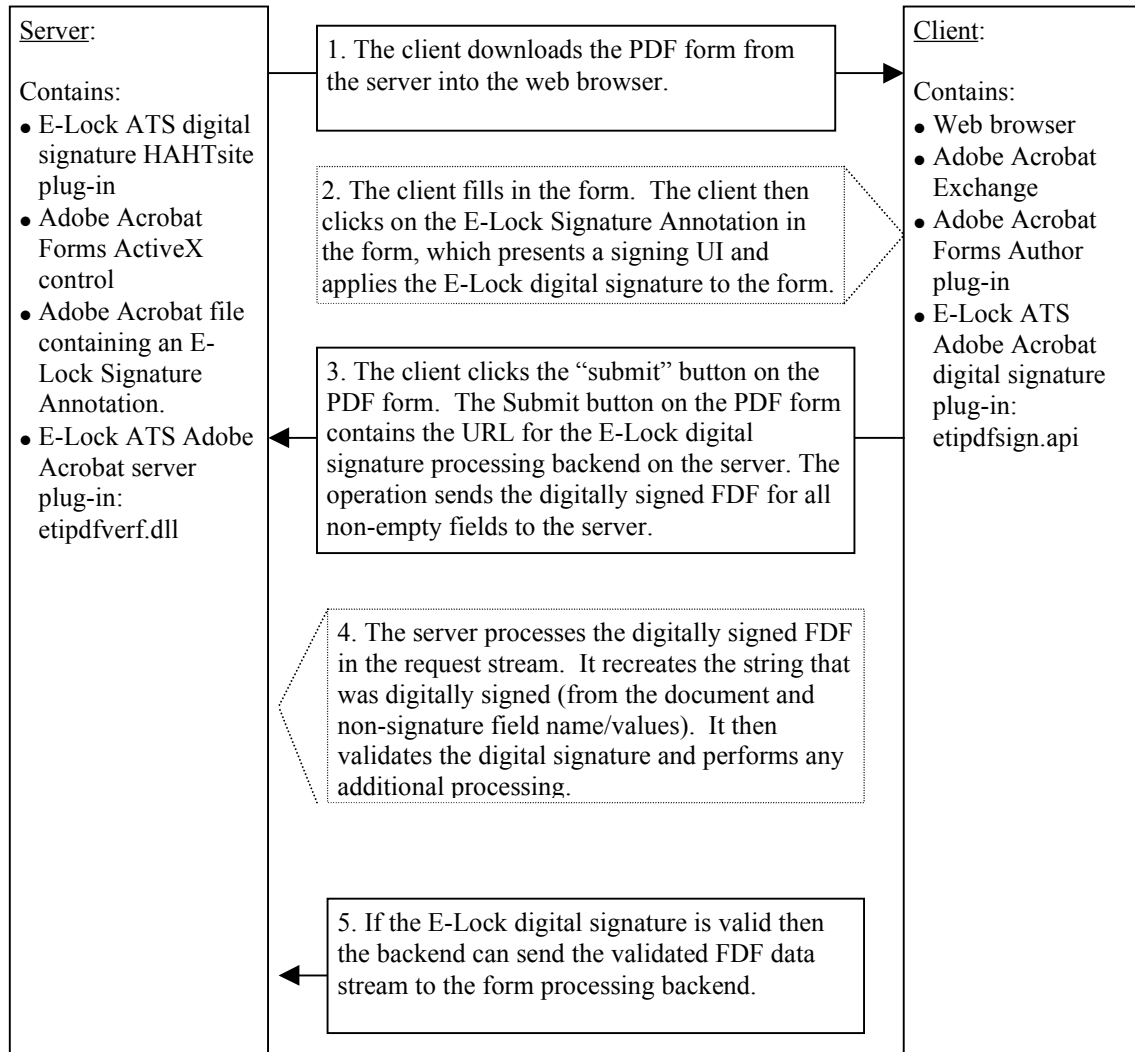 Server:
Contains:
● E-Lock ATS digital
signature HAHTsite
plug-in
● Adobe Acrobat
Forms ActiveX
control
● Adobe Acrobat file
containing an E-
Lock Signature
Annotation.
● E-Lock ATS Adobe
Acrobat server
plug-in:
etipdfverf.dll
1. The client downloads the PDF form from
the server into the web browser.
2. The client fills in the form.  The client then
clicks on the E-Lock Signature Annotation in
the form, which presents a signing UI and
applies the E-Lock digital signature to the form.
3. The client clicks the “submit” button on the
PDF form.  The Submit button on the PDF form
contains the URL for the E-Lock digital
signature processing backend on the server. The
operation sends the digitally signed FDF for all
non-empty fields to the server.
4. The server processes the digitally signed FDF
in the request stream.  It recreates the string that
was digitally signed (from the document and
non-signature field name/values).  It then
validates the digital signature and performs any
additional processing.
5. If the E-Lock digital signature is valid then
the backend can send the validated FDF data
stream to the form processing backend.
Client:
Contains:
● Web browser
● Adobe Acrobat
Exchange
● Adobe Acrobat
Forms Author
plug-in
● E-Lock ATS
Adobe Acrobat
digital signature
plug-in:
etipdfsign.api